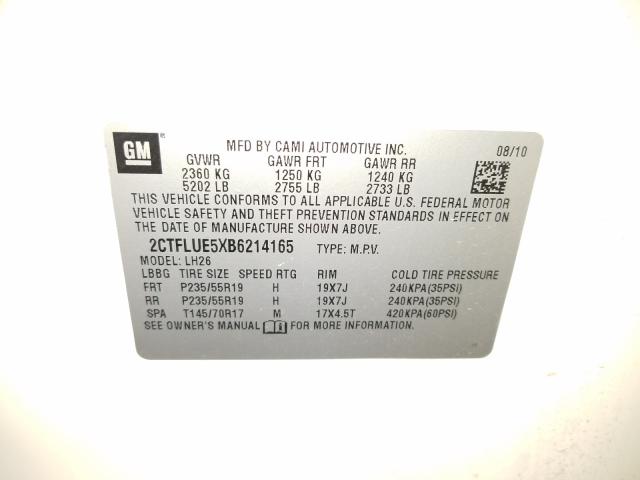 GM
MFD BY CAMI AUTOMOTIVE INC. 08/10
GVWR GAWR FRT GAWR RR
2360 KG 1250 KG 1240 KG
5202 LB 2755 LB 2733 LB
THIS VEHICLE CONFORMS TO ALL APPLICABLE U.S. FEDERAL MOTOR
VEHICLE SAFETY AND THEFT PREVENTION STANDARDS IN EFFECT ON
THE DATE OF MANUFACTURE SHOWN ABOVE.
2CTFLUE5XB6214165 TYPE: M.P.V.
MODEL: LH26
LBBG TIRE SIZE SPEED RTG RIM COLD TIRE PRESSURE
FRT P235/55R19 H 19X7J 240KPA(35PSI)
RR P235/55R19 H 19X7J 240KPA(35PSI)
SPA T145/70R17 M 17X4.5T 420KPA(60PSI)
SEE OWNER'S MANUAL FOR MORE INFORMATION.